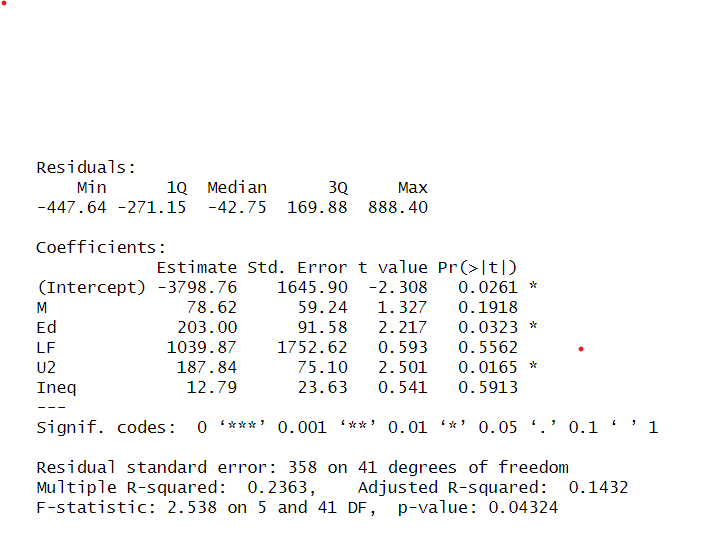 Residuals:
    Min      1Q  Median      3Q     Max
-447.64 -271.15  -42.75  169.88  888.40

Coefficients:
            Estimate Std. Error t value Pr(>|t|)
(Intercept) -3798.76    1645.90  -2.308   0.0261 *
M              78.62      59.24   1.327   0.1918
Ed            203.00      91.58   2.217   0.0323 *
LF           1039.87    1752.62   0.593   0.5562
U2            187.84      75.10   2.501   0.0165 *
Ineq           12.79      23.63   0.541   0.5913
---
Signif. codes:  0 ‘***’ 0.001 ‘**’ 0.01 ‘*’ 0.05 ‘.’ 0.1 ‘ ’ 1

Residual standard error: 358 on 41 degrees of freedom
Multiple R-squared:  0.2363,    Adjusted R-squared:  0.1432
F-statistic: 2.538 on 5 and 41 DF,  p-value: 0.04324